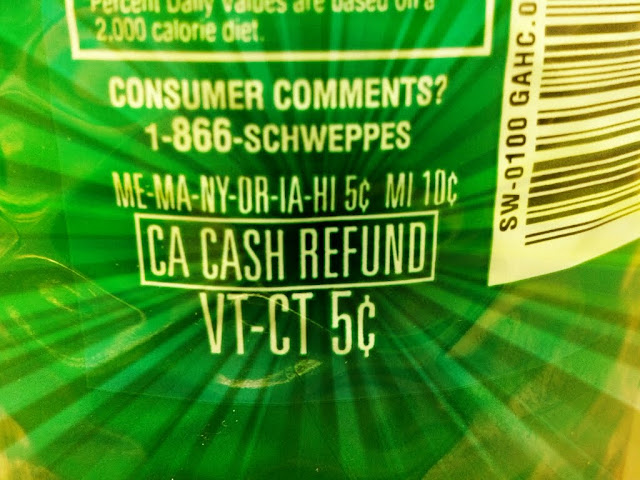 Percent Daily Values are based on a
2,000 calorie diet.
CONSUMER COMMENTS?
1-866-SCHWEPPES
ME-MA-NY-OR-IA-HI 5¢ MI 10¢
CA CASH REFUND
VT-CT 5¢
SW-0100 GAHC.0